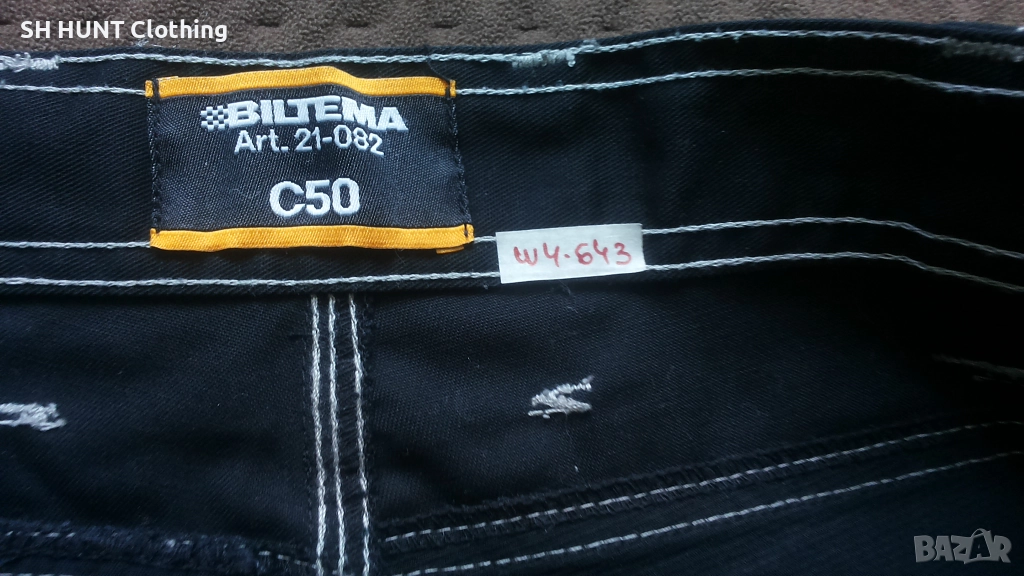 SH HUNT Clothing
BILTEMA
Art. 21-082
C50
W4-643
BAZAR